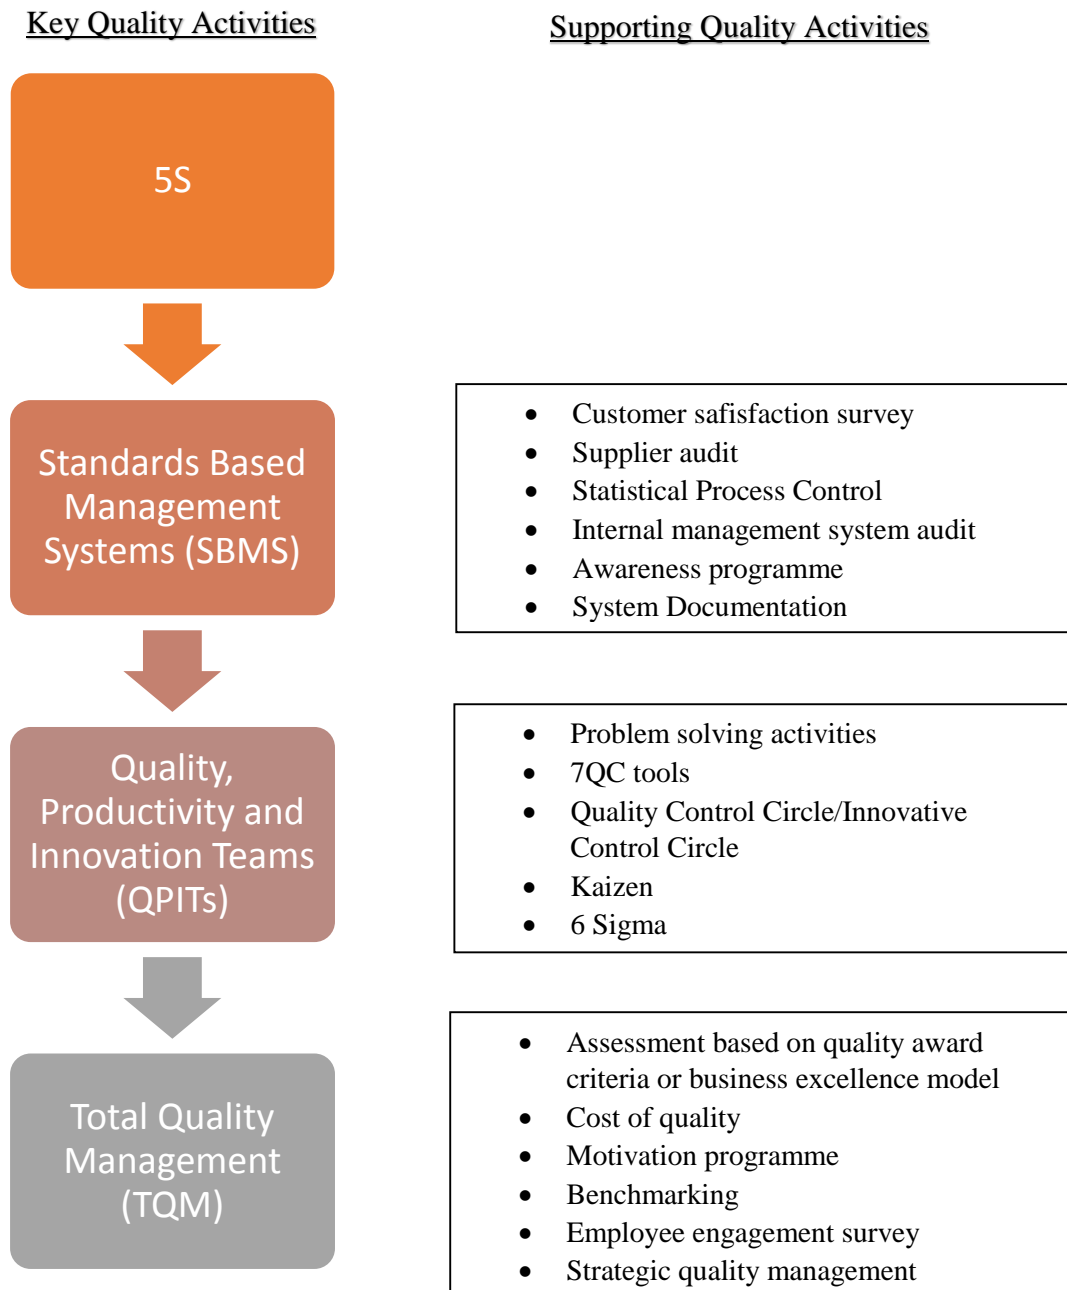 Key Quality Activities
Supporting Quality Activities
5S
Standards Based
Management
Systems (SBMS)
• Customer safisfaction survey
• Supplier audit
• Statistical Process Control
• Internal management system audit
• Awareness programme
• System Documentation
Quality,
Productivity and
Innovation Teams
(QPITs)
• Problem solving activities
• 7QC tools
• Quality Control Circle/Innovative
Control Circle
• Kaizen
• 6 Sigma
Total Quality
Management
(TQM)
• Assessment based on quality award
criteria or business excellence model
• Cost of quality
• Motivation programme
• Benchmarking
• Employee engagement survey
• Strategic quality management